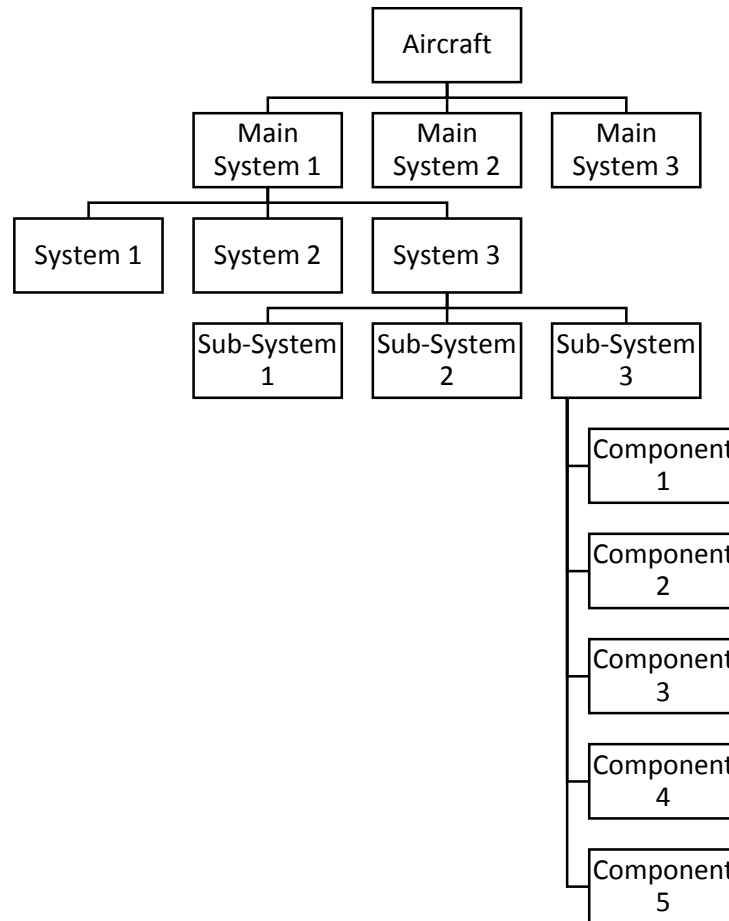 Aircraft
Main
System 1
Main
System 2
Main
System 3
System 1
System 2
System 3
Sub-System
1
Sub-System
2
Sub-System
3
Component
1
Component
2
Component
3
Component
4
Component
5